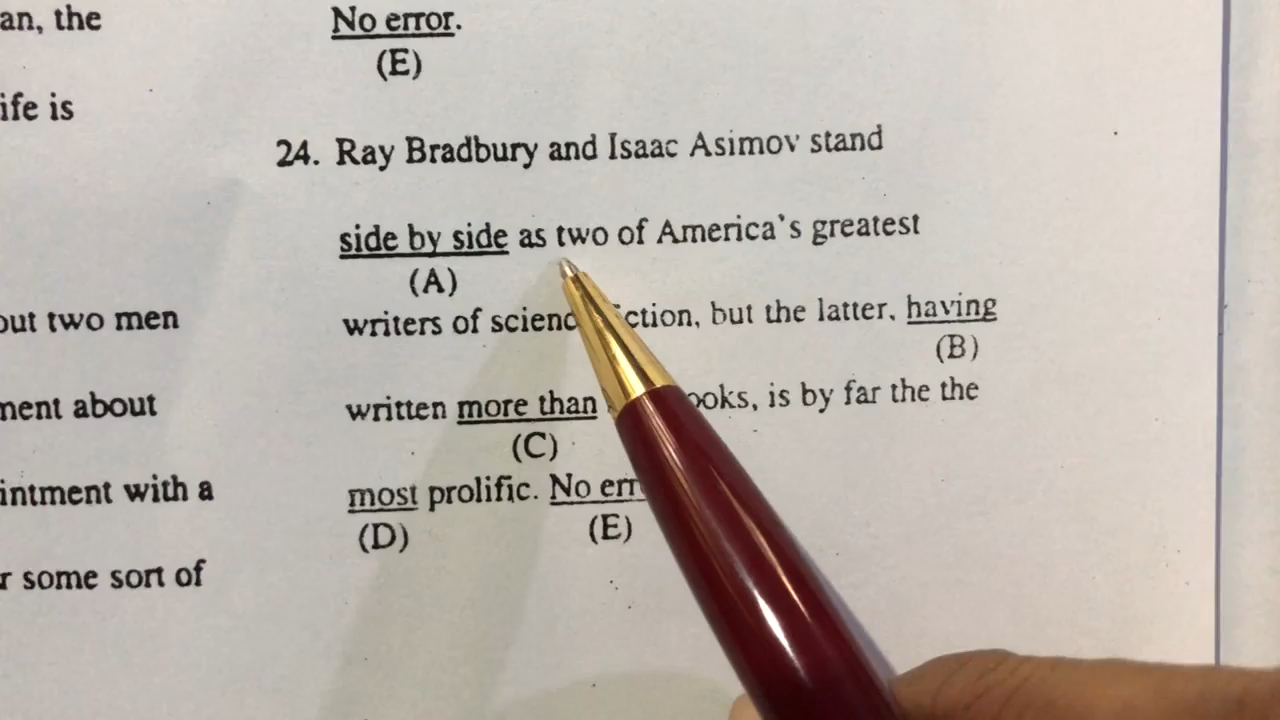 an, the
ife is
out two men
ment about
intment with a
r some sort of
No error.
(E)
24. Ray Bradbury and Isaac Asimov stand
side by side as two of America's greatest
(A)
writers of ction, but the latter, having
(B)
written more than ooks, is by far the the
(C)
most prolific. No err
(D) (E)